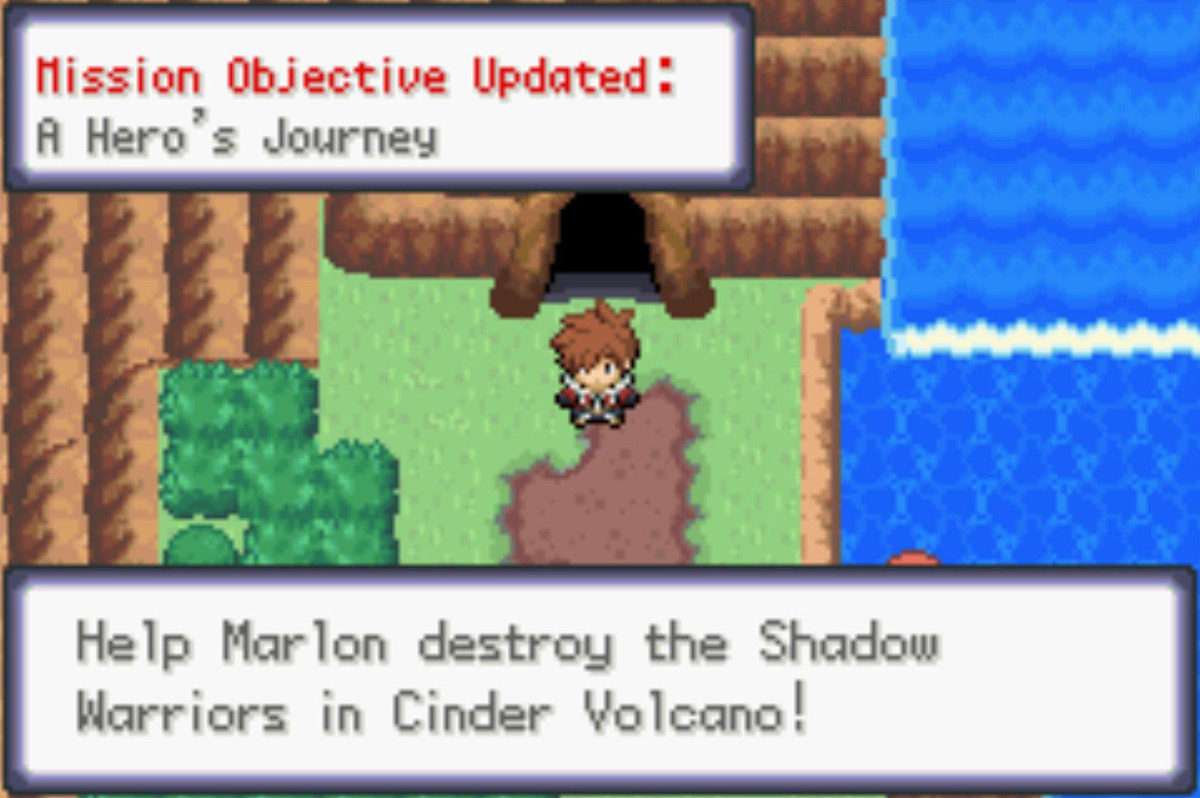 Mission Objective Updated:
A Hero's Journey
Help Marlon destroy the Shadow
Warriors in Cinder Volcano!